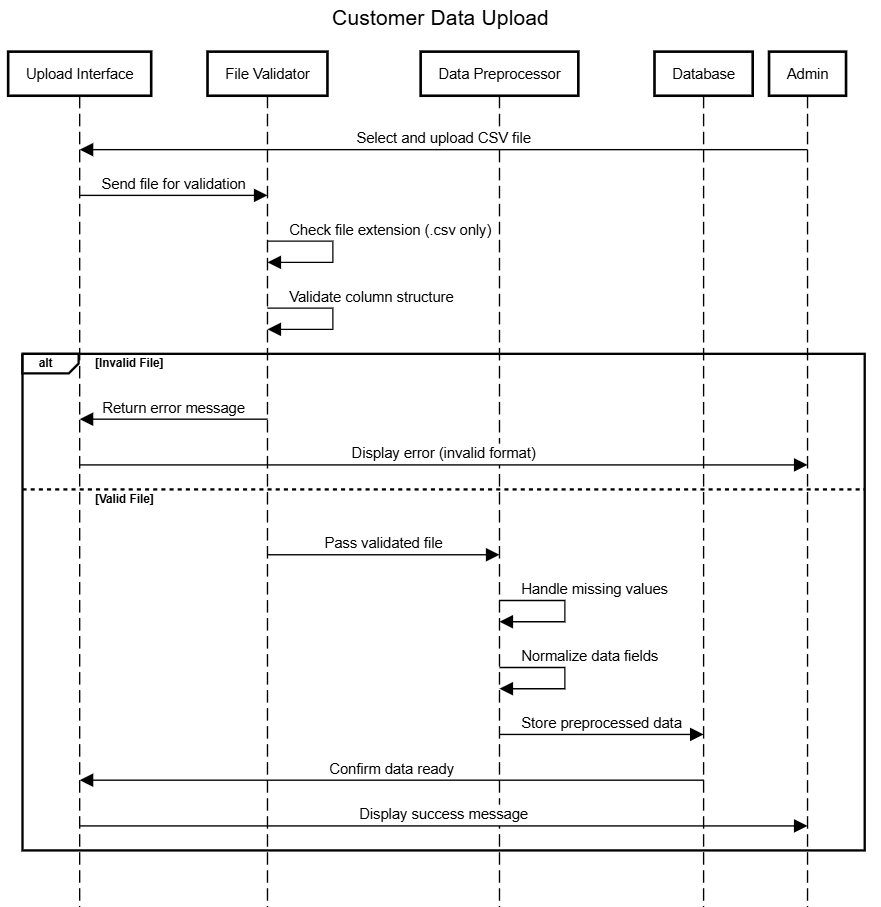 Customer Data Upload
Upload Interface
File Validator
Data Preprocessor
Database
Admin
Select and upload CSV file
Send file for validation
Check file extension (.csv only)
Validate column structure
alt
[Invalid File]
Return error message
Display error (invalid format)
[Valid File]
Pass validated file
Handle missing values
Normalize data fields
Store preprocessed data
Confirm data ready
Display success message